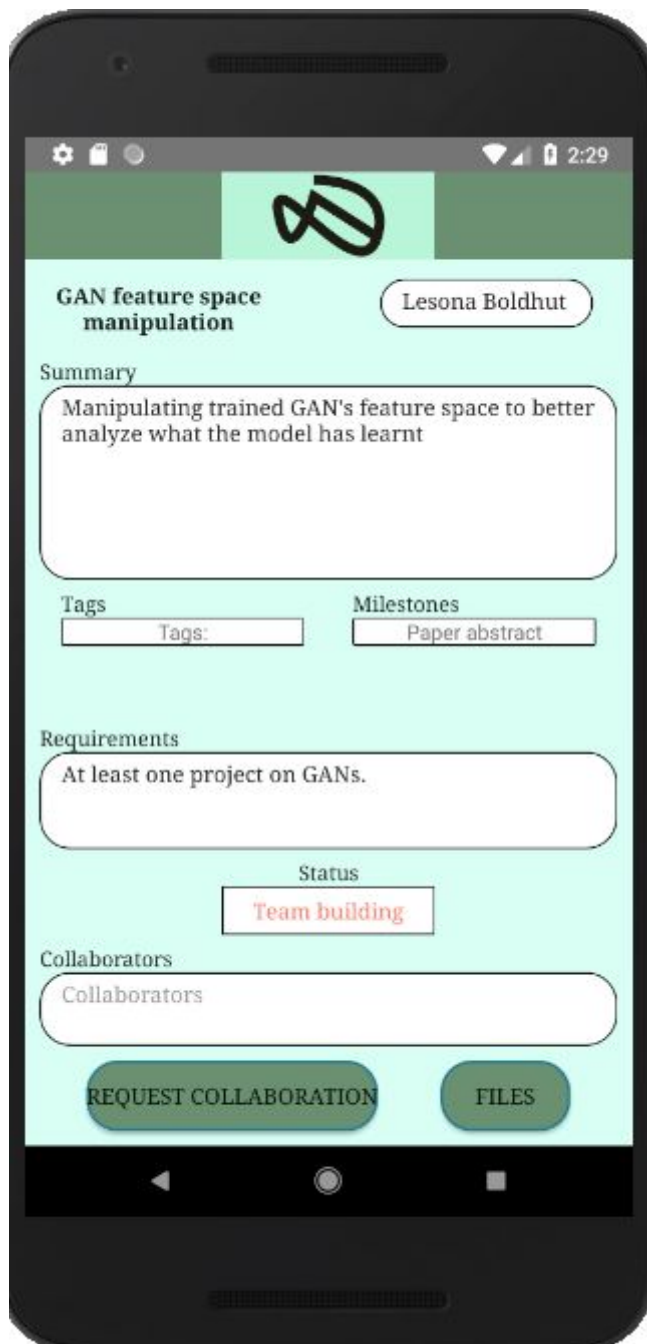 2:29
GAN feature space
manipulation
Lesona Boldhut
Summary
Manipulating trained GAN's feature space to better
analyze what the model has learnt
Tags
Milestones
Tags:
Paper abstract
Requirements
At least one project on GANs.
Status
Team building
Collaborators
Collaborators
REQUEST COLLABORATION
FILES